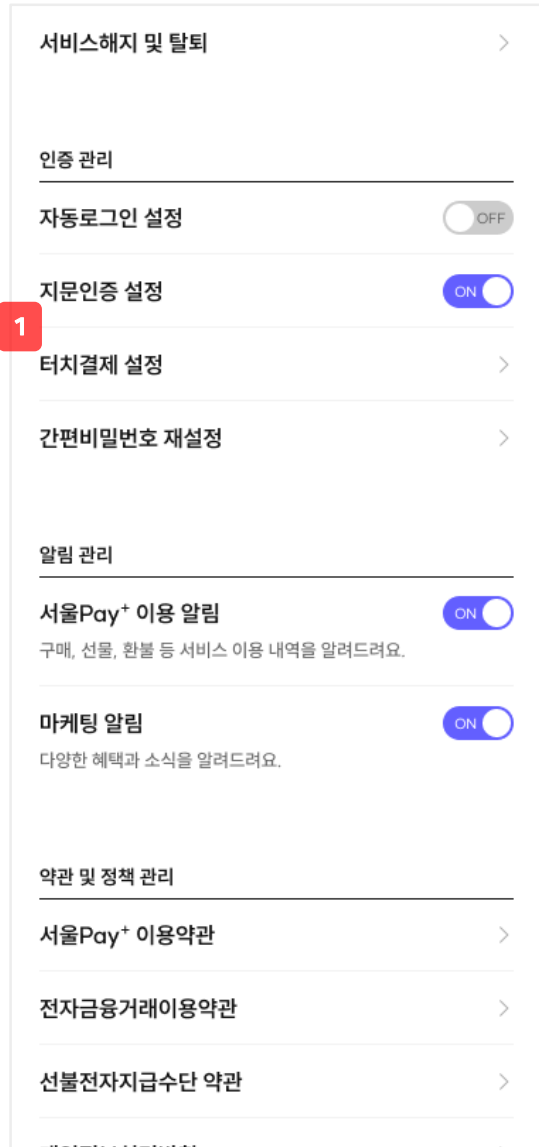 서비스해지 및 탈퇴
인증 관리
자동로그인 설정
OFF
지문인증 설정
ON
1
터치결제 설정
간편비밀번호 재설정
알림 관리
서울Pay⁺ 이용 알림
ON
구매, 선물, 환불 등 서비스 이용 내역을 알려드려요.
마케팅 알림
ON
다양한 혜택과 소식을 알려드려요.
약관 및 정책 관리
서울Pay⁺ 이용약관
전자금융거래이용약관
선불전자지급수단 약관